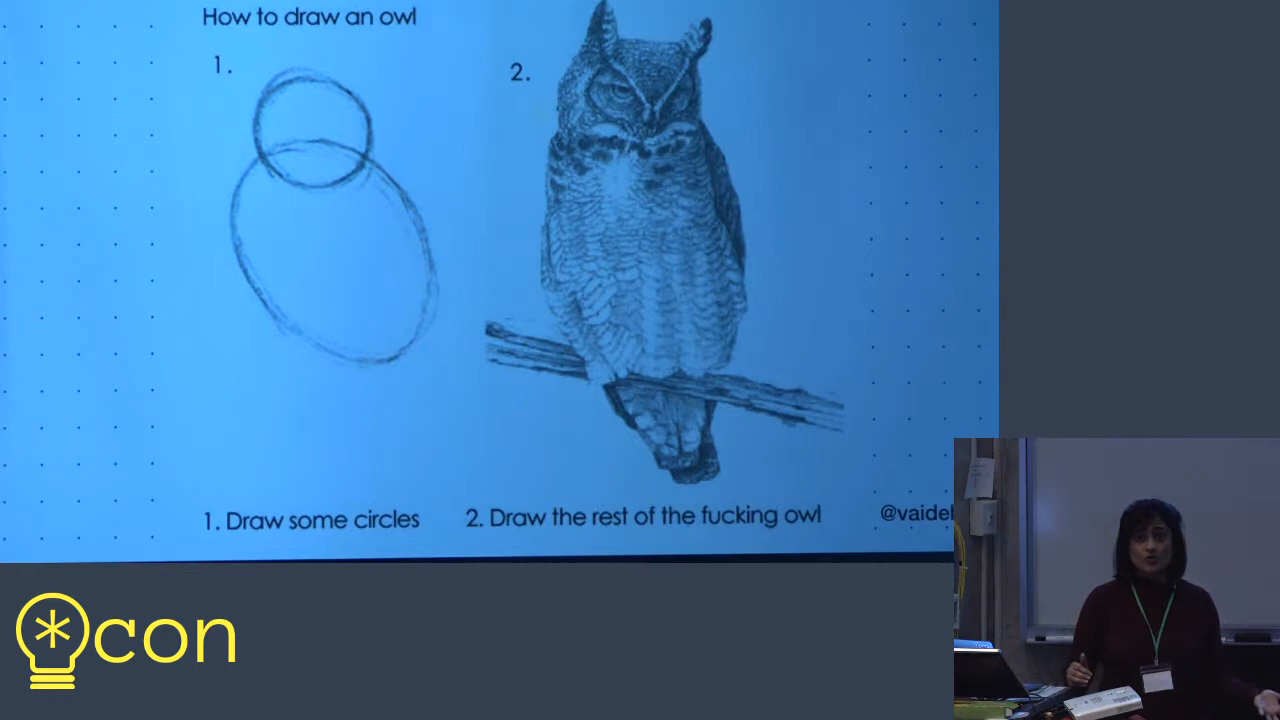 How to draw an owl
1.
2.
1. Draw some circles
2. Draw the rest of the fucking owl
@vaideh
*con